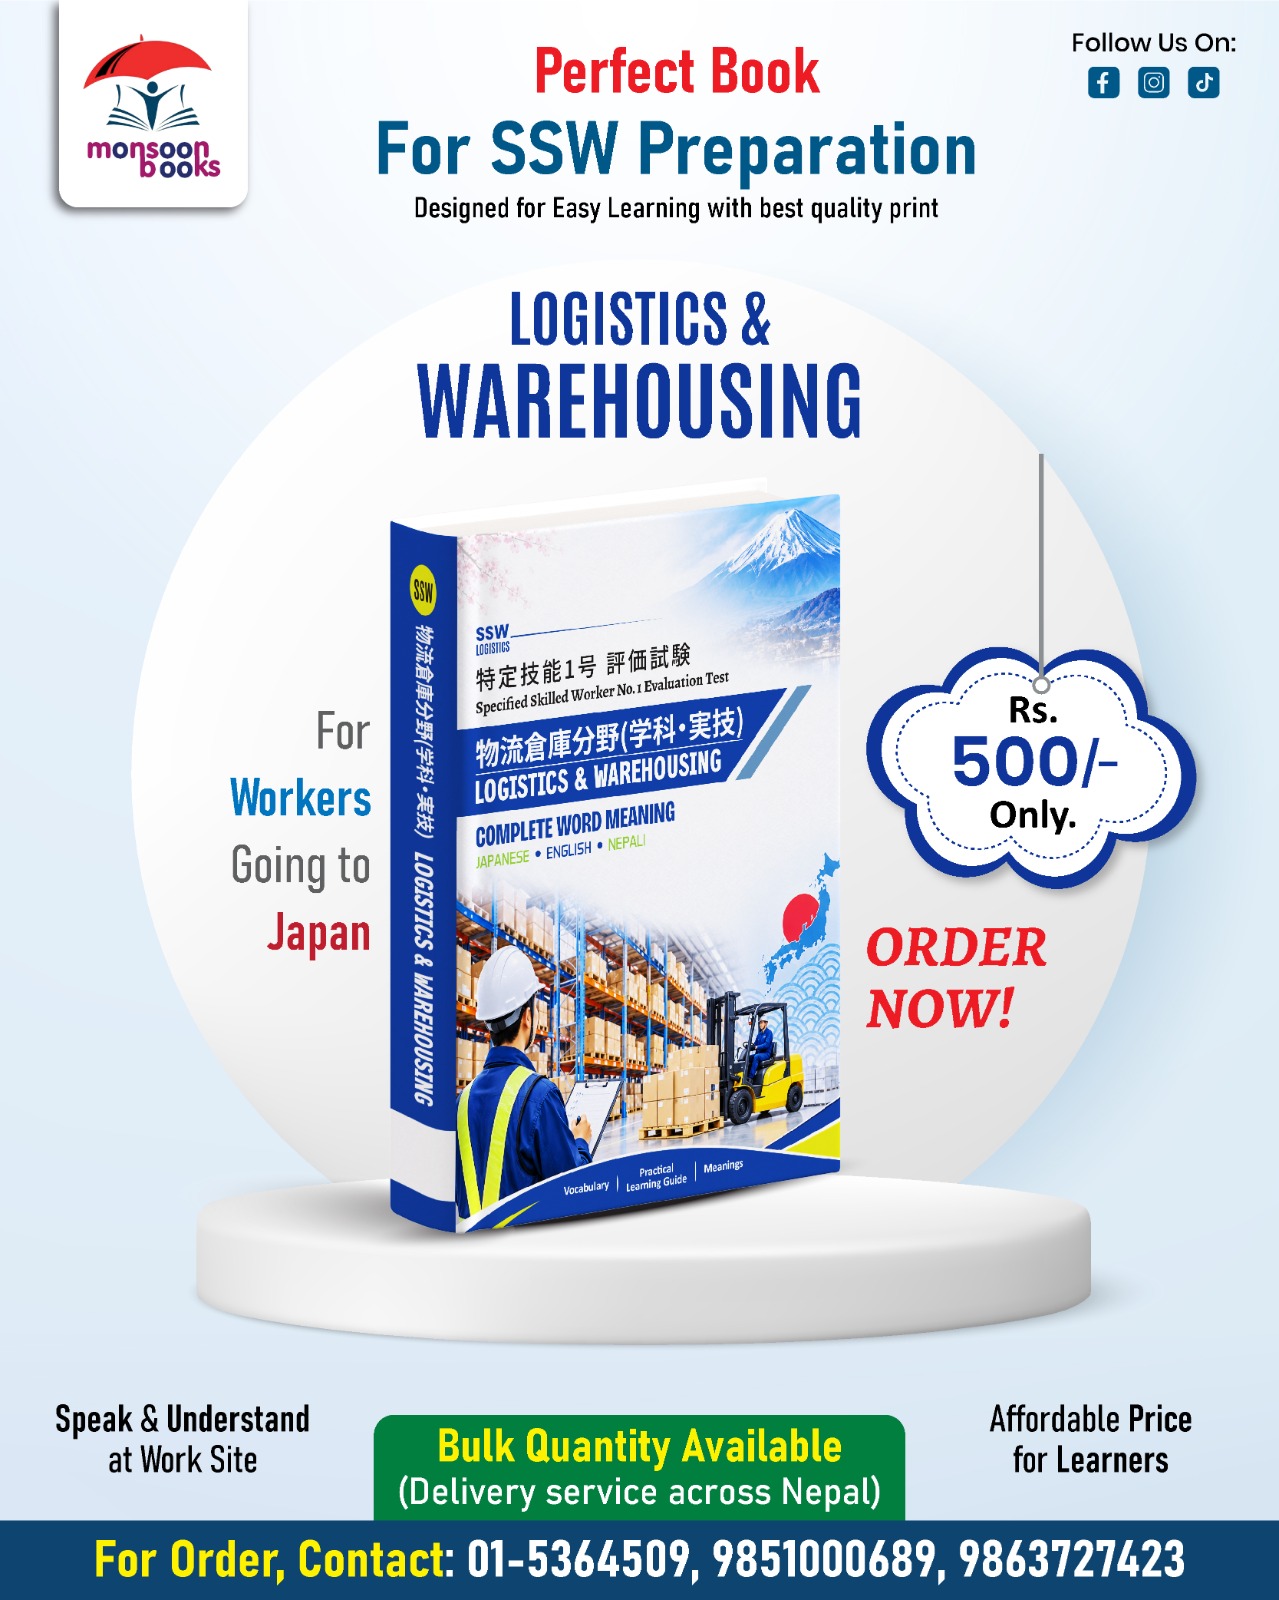 monsoon
books
Perfect Book
For SSW Preparation
Designed for Easy Learning with best quality print
Follow Us On:
LOGISTICS &
WAREHOUSING
For
Workers
Going to
Japan
SSW
物流倉庫分野(学科・実技) LOGISTICS & WAREHOUSING
SSW
LOGISTICS
特定技能1号 評価試験
Specified Skilled Worker No.1 Evaluation Test
物流倉庫分野(学科・実技)
LOGISTICS & WAREHOUSING
COMPLETE WORD MEANING
JAPANESE • ENGLISH • NEPALI
Vocabulary
Practical
Learning Guide
Meanings
Rs.
500/-
Only.
ORDER
NOW!
Speak & Understand
at Work Site
Bulk Quantity Available
(Delivery service across Nepal)
Affordable Price
for Learners
For Order, Contact: 01-5364509, 9851000689, 9863727423